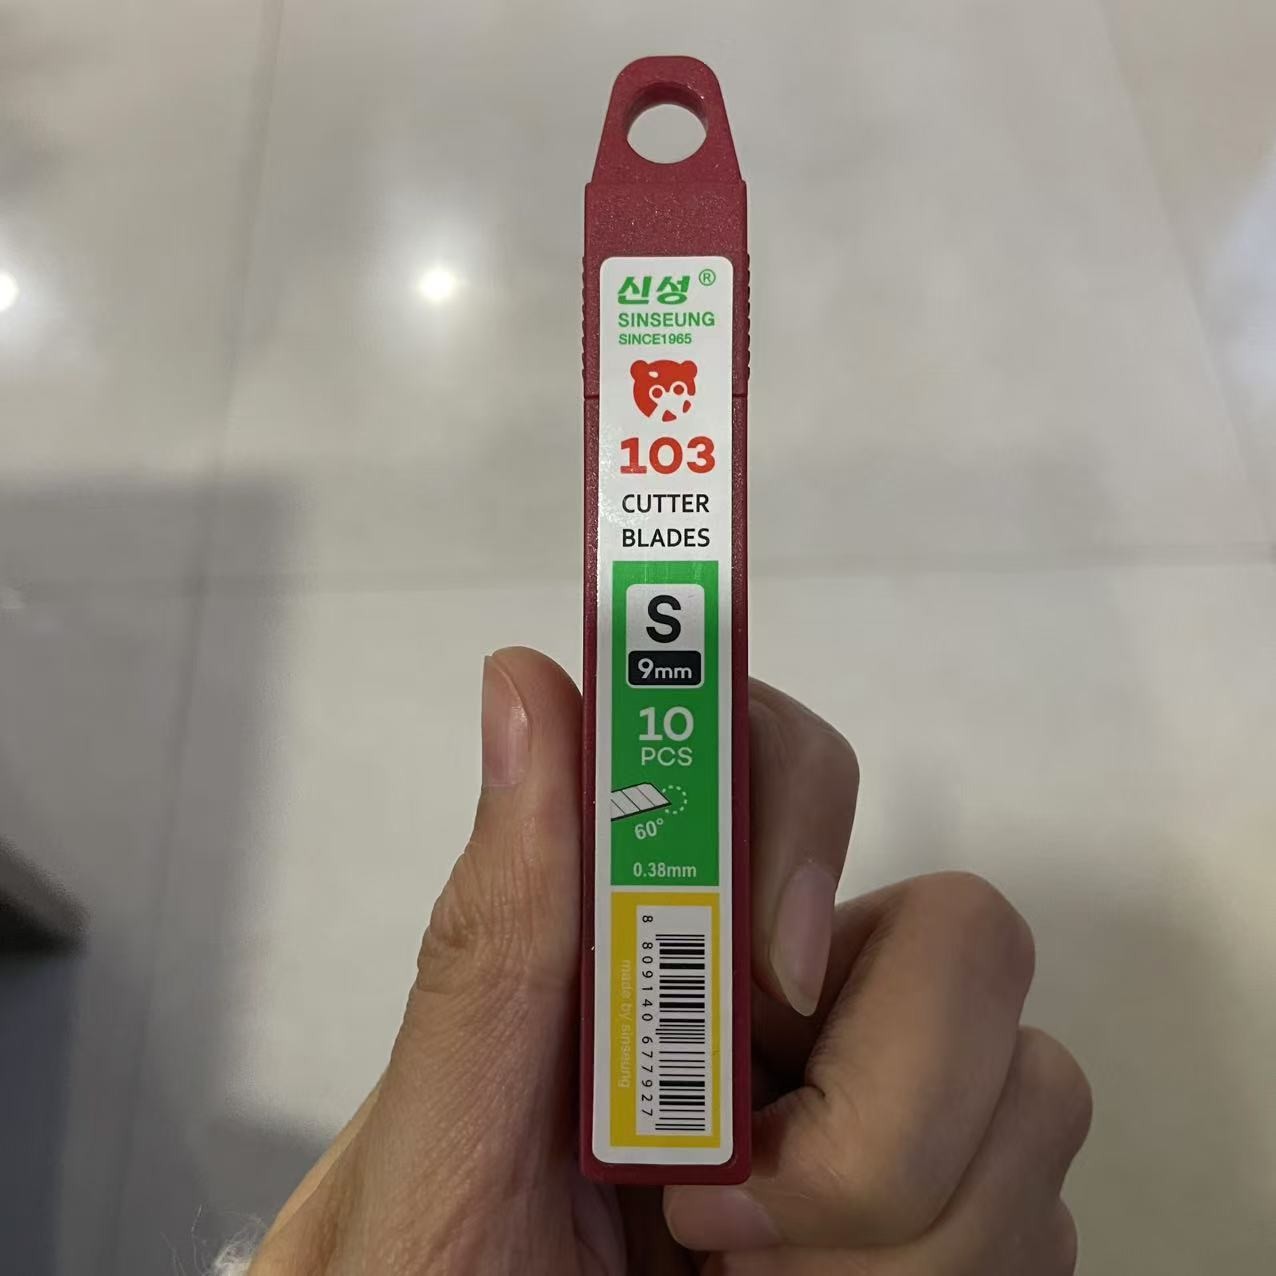 신성®
SINSEUNG
SINCE1965
103
CUTTER
BLADES
S
9mm
10
PCS
60°
0.38mm
8 809140 677927
made by sinseung